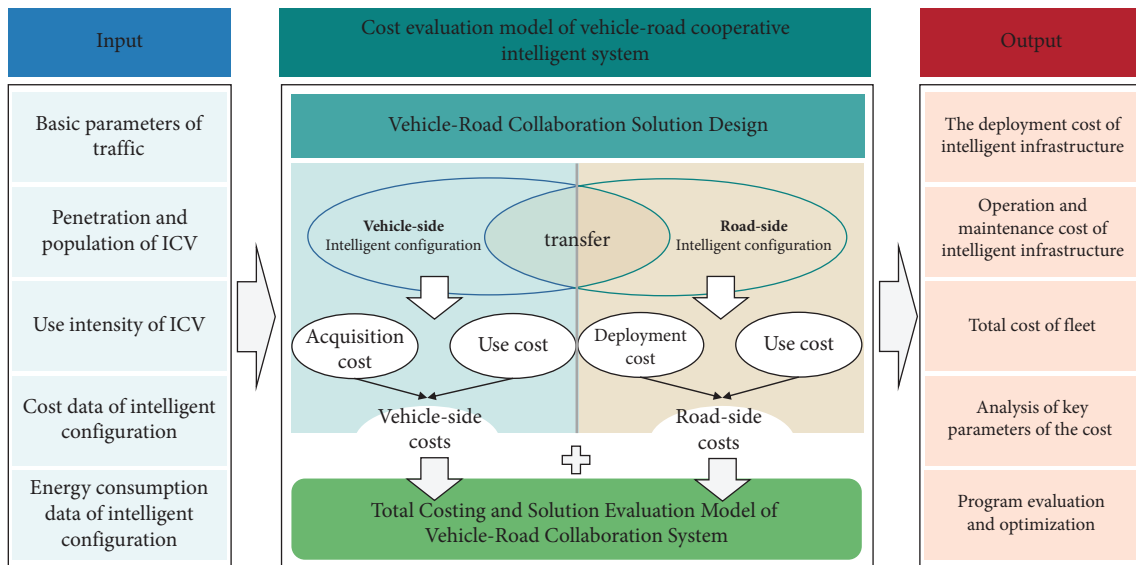 Input
Basic parameters of
traffic
Penetration and
population of ICV
Use intensity of ICV
Cost data of intelligent
configuration
Energy consumption
data of intelligent
configuration
Cost evaluation model of vehicle-road cooperative
intelligent system
Vehicle-Road Collaboration Solution Design
Vehicle-side
Intelligent configuration
transfer
Road-side
Intelligent configuration
Acquisition
cost
Use cost
Deployment
cost
Use cost
Vehicle-side
costs
Road-side
costs
Total Costing and Solution Evaluation Model of
Vehicle-Road Collaboration System
Output
The deployment cost of
intelligent infrastructure
Operation and
maintenance cost of
intelligent infrastructure
Total cost of fleet
Analysis of key
parameters of the cost
Program evaluation
and optimization